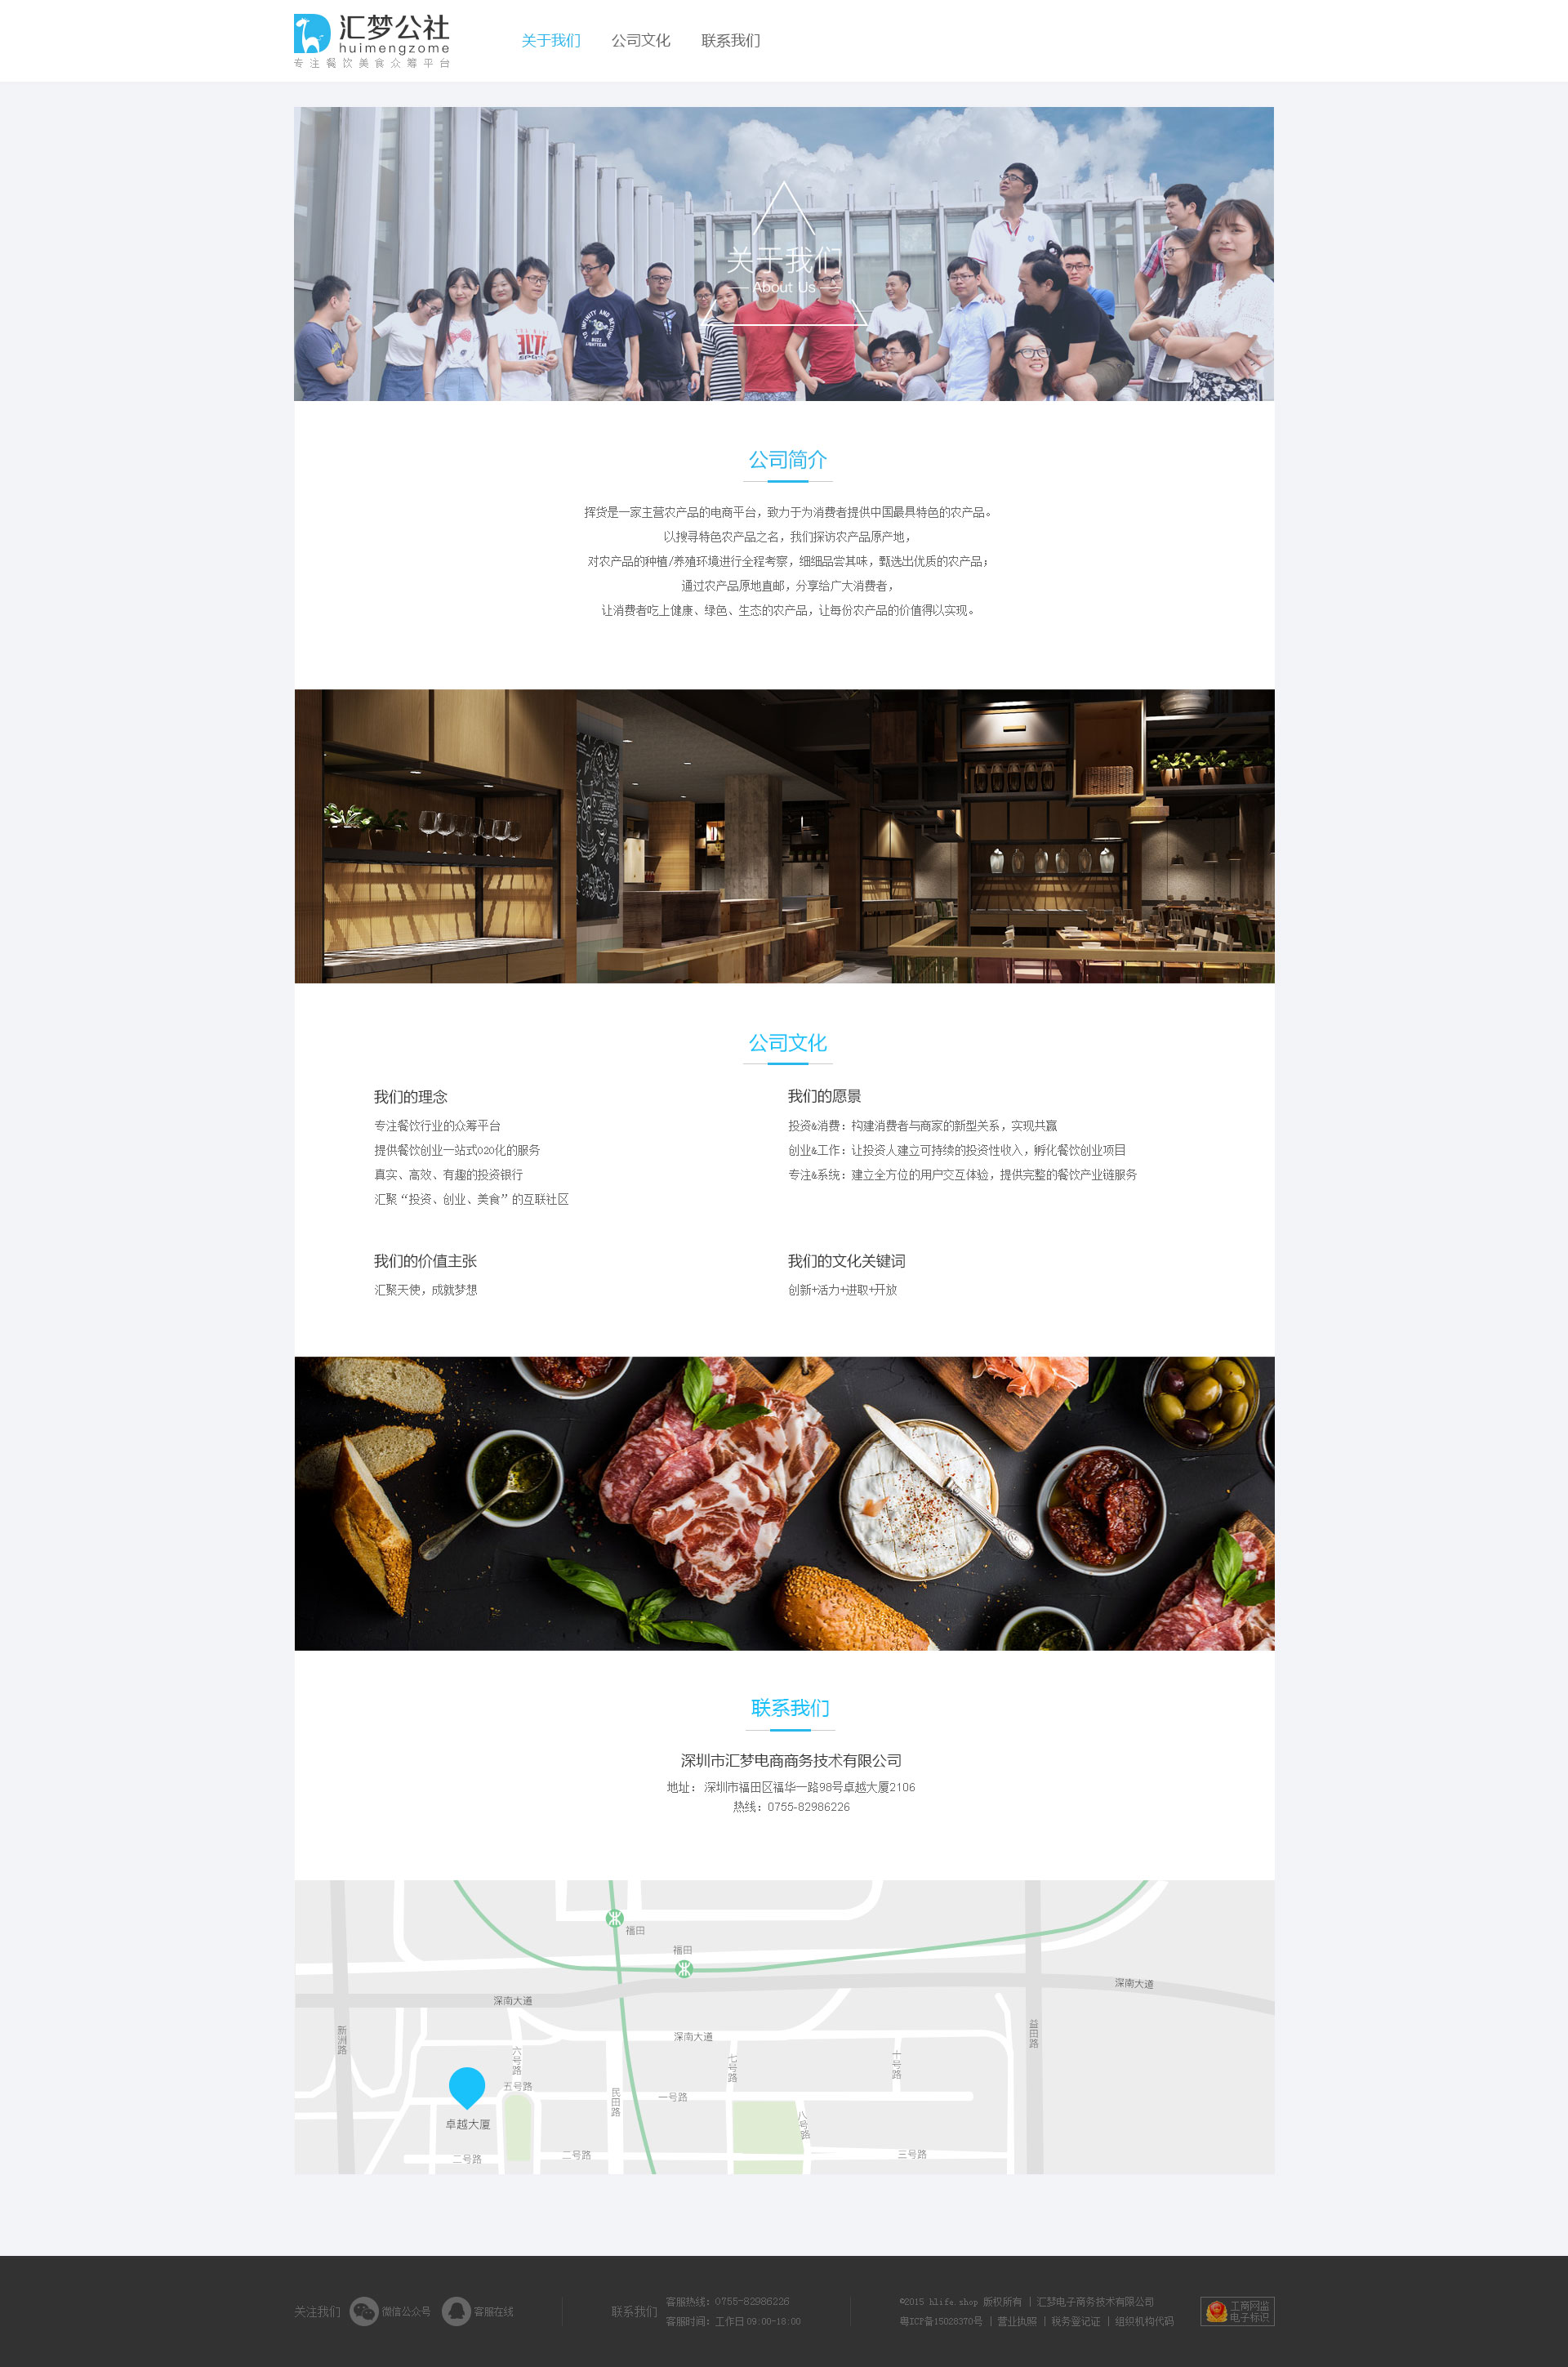 汇梦公社
huimengzome
专注餐饮美食众筹平台
关于我们 公司文化 联系我们
关于我们
About Us
公司简介
挥货是一家主营农产品的电商平台，致力于为消费者提供中国最具特色的农产品。
以搜寻特色农产品之名，我们探访农产品原产地，
对农产品的种植/养殖环境进行全程考察，细细品尝其味，甄选出优质的农产品；
通过农产品原地直邮，分享给广大消费者，
让消费者吃上健康、绿色、生态的农产品，让每份农产品的价值得以实现。
公司文化
我们的理念
专注餐饮行业的众筹平台
提供餐饮创业一站式O2O化的服务
真实、高效、有趣的投资银行
汇聚“投资、创业、美食”的互联社区
我们的愿景
投资&消费：构建消费者与商家的新型关系，实现共赢
创业&工作：让投资人建立可持续的投资性收入，孵化餐饮创业项目
专注&系统：建立全方位的用户交互体验，提供完整的餐饮产业链服务
我们的价值主张
汇聚天使，成就梦想
我们的文化关键词
创新+活力+进取+开放
联系我们
深圳市汇梦电商商务技术有限公司
地址： 深圳市福田区福华一路98号卓越大厦2106
热线：0755-82986226
福田
福田
深南大道
深南大道
深南大道
新洲路
益田路
六号路
五号路
七号路
十号路
民田路
一号路
八号路
卓越大厦
二号路
二号路
三号路
关注我们 微信公众号 客服在线
联系我们
客服热线：0755-82986226
客服时间：工作日 09:00-18:00
©2015 hlife.shop 版权所有 | 汇梦电子商务技术有限公司
粤ICP备15028370号 | 营业执照 | 税务登记证 | 组织机构代码
工商网监
电子标识